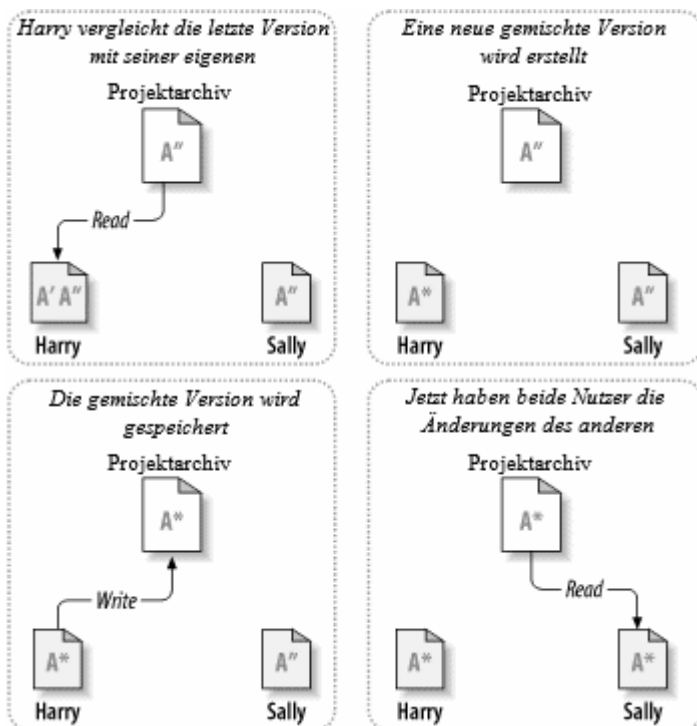 Harry vergleicht die letzte Version
mit seiner eigenen
Projektarchiv
A″
Read
A′ A″
A″
Harry
Sally
Eine neue gemischte Version
wird erstellt
Projektarchiv
A″
A*
A″
Harry
Sally
Die gemischte Version wird
gespeichert
Projektarchiv
A*
Write
A*
A″
Harry
Sally
Jetzt haben beide Nutzer die
Änderungen des anderen
Projektarchiv
A*
Read
A*
A*
Harry
Sally